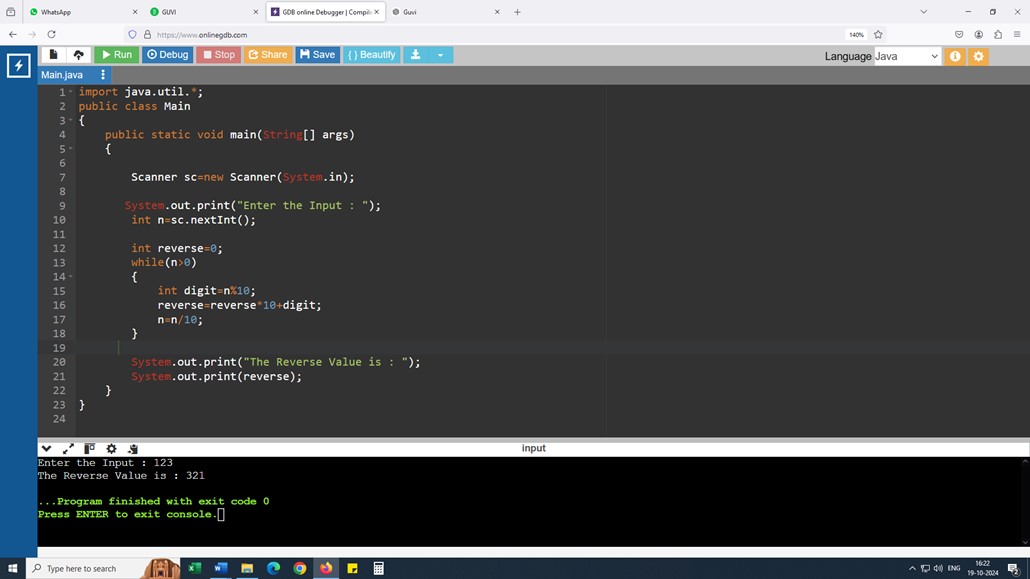 WhatsApp
GUVI
GDB online Debugger | Compile
Guvi
https://www.onlinegdb.com
140%
Run
Debug
Stop
Share
Save
{ } Beautify
Language Java
Main.java
1 import java.util.*;
2 public class Main
3 {
4 public static void main(String[] args)
5 {
6
7 Scanner sc=new Scanner(System.in);
8
9 System.out.print("Enter the Input : ");
10 int n=sc.nextInt();
11
12 int reverse=0;
13 while(n>0)
14 {
15 int digit=n%10;
16 reverse=reverse*10+digit;
17 n=n/10;
18 }
19
20 System.out.print("The Reverse Value is : ");
21 System.out.print(reverse);
22 }
23 }
24
input
Enter the Input : 123
The Reverse Value is : 321
...Program finished with exit code 0
Press ENTER to exit console.
Type here to search
ENG
16:22
19-10-2024
2